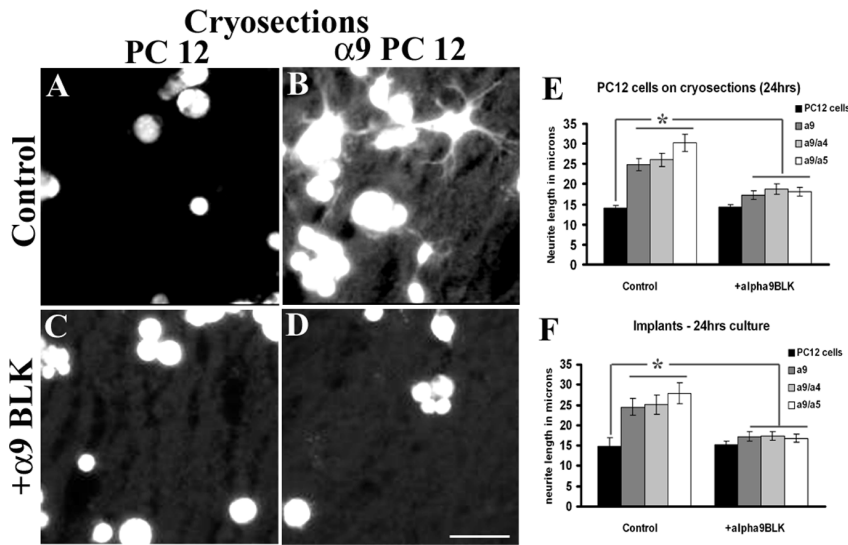 Cryosections
PC 12
α9 PC 12
Control
+α9 BLK
A
B
C
D
E
PC12 cells on cryosections (24hrs)
PC12 cells
a9
a9/a4
a9/a5
*
Neurite length in microns
35
30
25
20
15
10
5
0
Control
+alpha9BLK
F
Implants - 24hrs culture
PC12 cells
a9
a9/a4
a9/a5
*
neurite length in microns
35
30
25
20
15
10
5
0
Control
+alpha9BLK